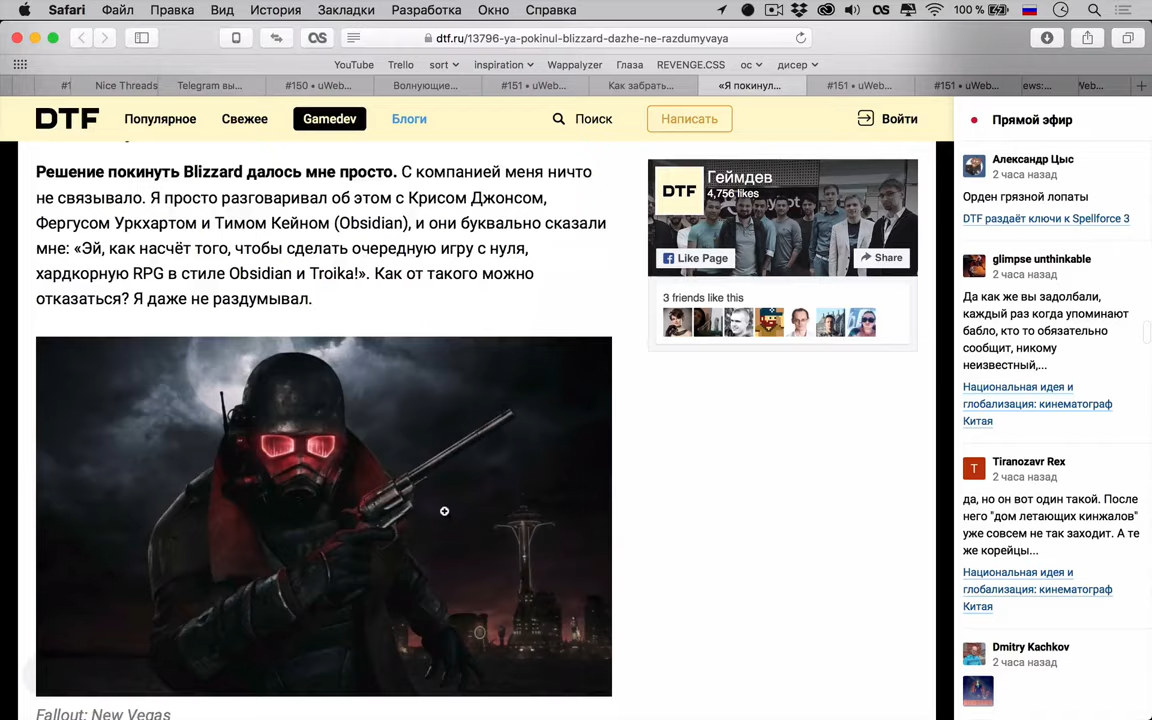 Safari Файл Правка Вид История Закладки Разработка Окно Справка 100 %
dtf.ru/13796-ya-pokinul-blizzard-dazhe-ne-razdumyvaya
YouTube Trello sort inspiration Wappalyzer Глаза REVENGE.CSS ос дисер
#1 Nice Threads Telegram вы... #150 • uWeb... Волнующие... #151 • uWeb... Как забрать... «Я покинул... #151 • uWeb... #151 • uWeb... ews:... Web...
DTF Популярное Свежее Gamedev Блоги Поиск Написать Войти
Решение покинуть Blizzard далось мне просто. С компанией меня ничто
не связывало. Я просто разговаривал об этом с Крисом Джонсом,
Фергусом Уркхартом и Тимом Кейном (Obsidian), и они буквально сказали
мне: «Эй, как насчёт того, чтобы сделать очередную игру с нуля,
хардкорную RPG в стиле Obsidian и Troika!». Как от такого можно
отказаться? Я даже не раздумывал.
Fallout: New Vegas
DTF
Геймдев
4,756 likes
Like Page
Share
3 friends like this
Прямой эфир
Александр Цыс
2 часа назад
Орден грязной лопаты
DTF раздаёт ключи к Spellforce 3
glimpse unthinkable
2 часа назад
Да как же вы задолбали,
каждый раз когда упоминают
бабло, кто то обязательно
сообщит, никому
неизвестный,...
Национальная идея и
глобализация: кинематограф
Китая
T
Tiranozavr Rex
2 часа назад
да, но он вот один такой. После
него "дом летающих кинжалов"
уже совсем не так заходит. А те
же корейцы...
Национальная идея и
глобализация: кинематограф
Китая
Dmitry Kachkov
2 часа назад